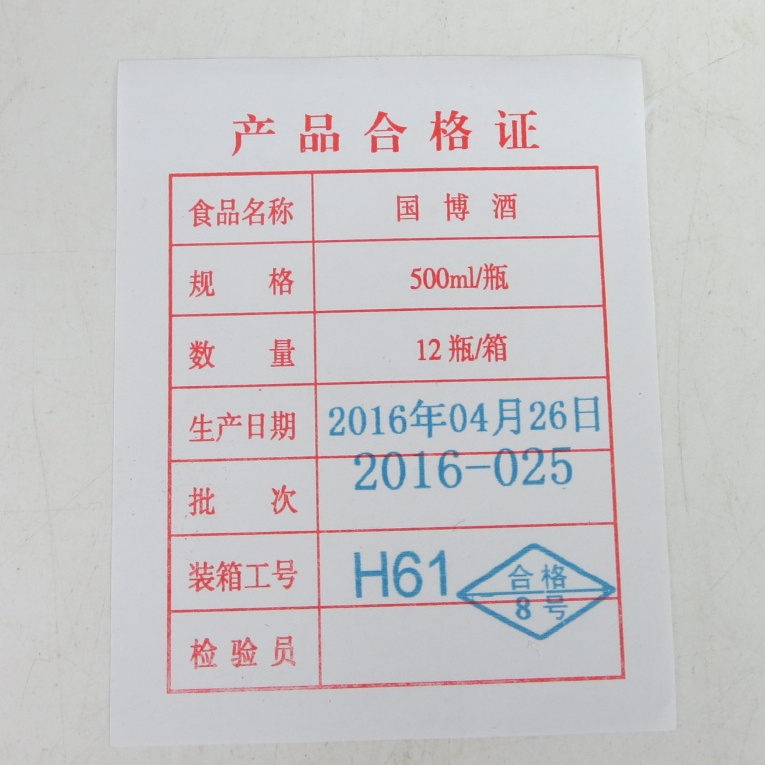 产品合格证
食品名称 国博酒
规格 500ml/瓶
数量 12瓶/箱
生产日期 2016年04月26日
批次 2016-025
装箱工号 H61
合格
8号
检验员